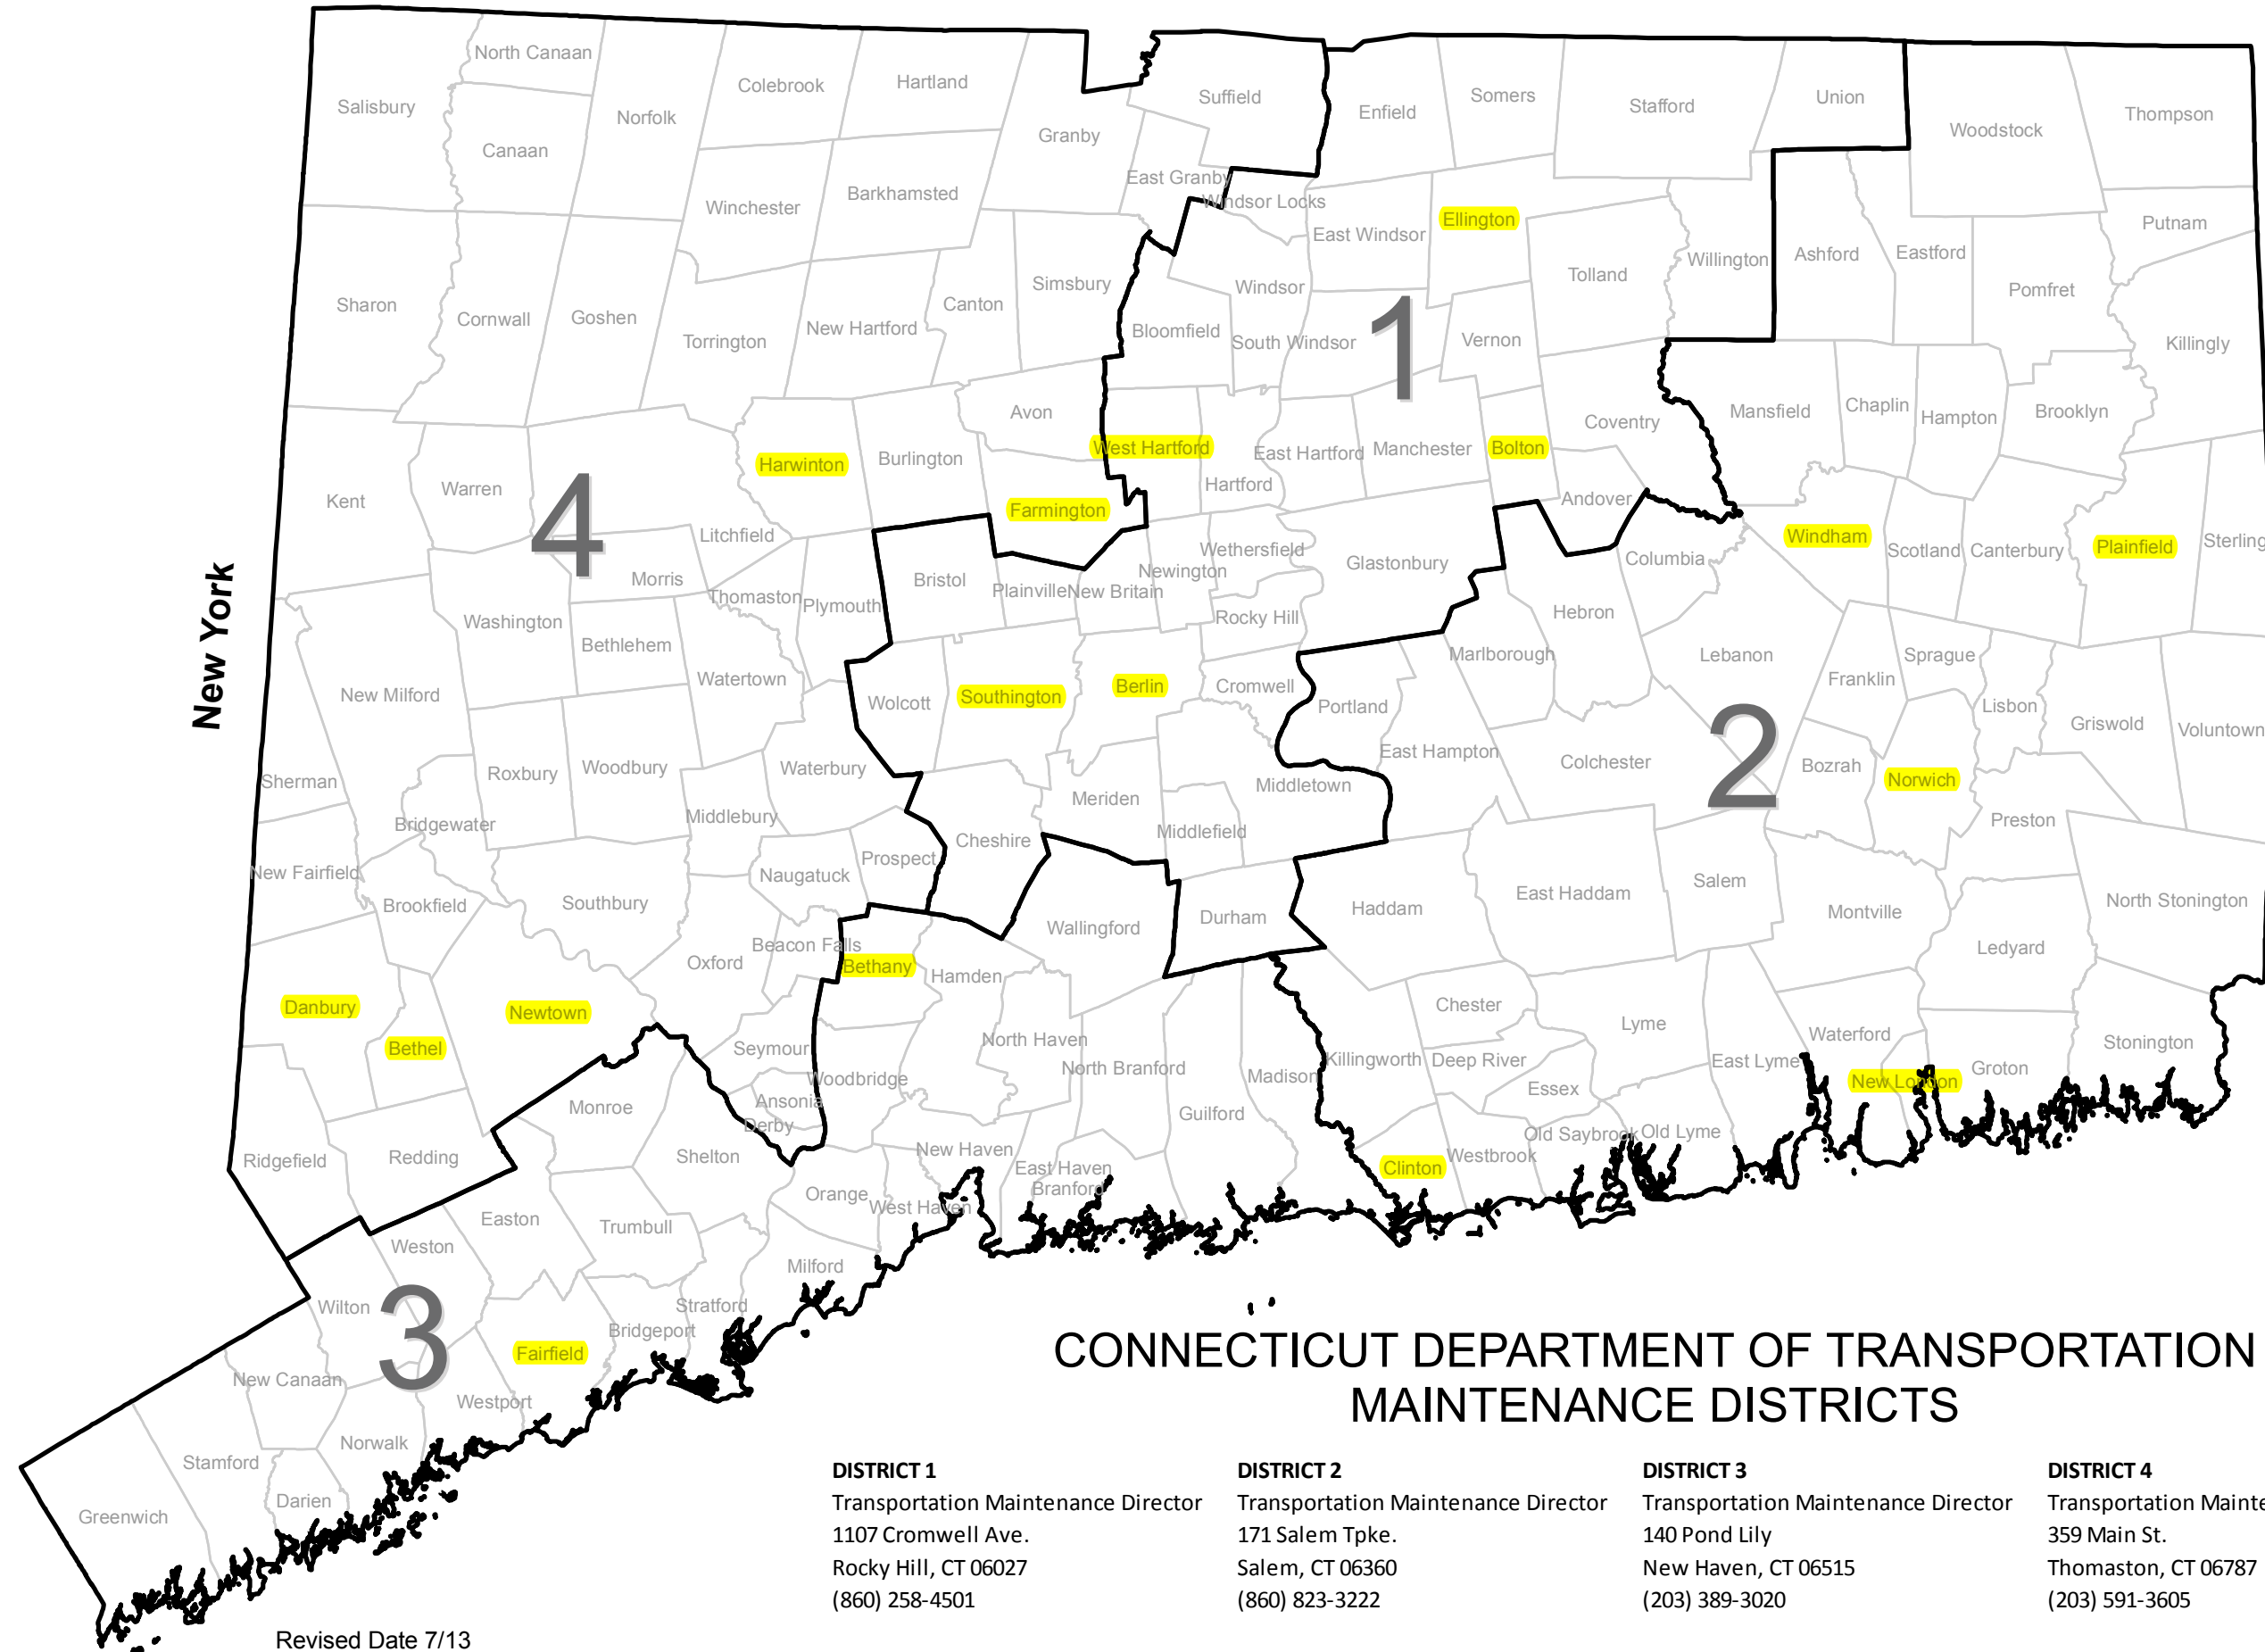 North Canaan
Colebrook
Hartland
Salisbury
Norfolk
Canaan
Granby
Suffield
Enfield
Somers
Stafford
Union
Woodstock
Thompson
East Granby
Windsor Locks
Winchester
Barkhamsted
East Windsor
Ellington
Tolland
Willington
Ashford
Eastford
Putnam
Pomfret
Sharon
Cornwall
Goshen
Torrington
New Hartford
Canton
Simsbury
Bloomfield
Windsor
South Windsor
1
Vernon
Killingly
Avon
West Hartford
Hartford
East Hartford
Manchester
Bolton
Coventry
Andover
Mansfield
Chaplin
Hampton
Brooklyn
Kent
Warren
4
Harwinton
Burlington
Farmington
Litchfield
Morris
New York
Washington
Bethlehem
Thomaston
Plymouth
Bristol
Plainville
New Britain
Newington
Wethersfield
Rocky Hill
Glastonbury
Columbia
Hebron
Windham
Scotland
Canterbury
Plainfield
Sterling
New Milford
Watertown
Wolcott
Southington
Berlin
Cromwell
Portland
Marlborough
Lebanon
Franklin
Sprague
Lisbon
Griswold
Voluntown
Sherman
Roxbury
Woodbury
Waterbury
Middlebury
Bridgewater
Meriden
Middletown
Middlefield
East Hampton
Colchester
2
Bozrah
Norwich
Preston
New Fairfield
Brookfield
Southbury
Naugatuck
Prospect
Cheshire
Wallingford
Durham
Haddam
East Haddam
Salem
Montville
Ledyard
North Stonington
Danbury
Bethel
Newtown
Oxford
Beacon Falls
Bethany
Hamden
Seymour
Woodbridge
North Haven
North Branford
Guilford
Madison
Killingworth
Chester
Deep River
Essex
Lyme
East Lyme
Waterford
New London
Groton
Stonington
Ridgefield
Redding
Monroe
Shelton
Ansonia
Derby
Orange
New Haven
West Haven
East Haven
Branford
Clinton
Westbrook
Old Saybrook
Old Lyme
Weston
Easton
Trumbull
Milford
Wilton
3
Fairfield
Bridgeport
Stratford
New Canaan
Westport
Norwalk
Stamford
Darien
Greenwich
CONNECTICUT DEPARTMENT OF TRANSPORTATION
MAINTENANCE DISTRICTS
DISTRICT 1
Transportation Maintenance Director
1107 Cromwell Ave.
Rocky Hill, CT 06027
(860) 258-4501
DISTRICT 2
Transportation Maintenance Director
171 Salem Tpke.
Salem, CT 06360
(860) 823-3222
DISTRICT 3
Transportation Maintenance Director
140 Pond Lily
New Haven, CT 06515
(203) 389-3020
DISTRICT 4
Transportation
359 Main St.
Thomaston, CT 06787
(203) 591-3605
Revised Date 7/13